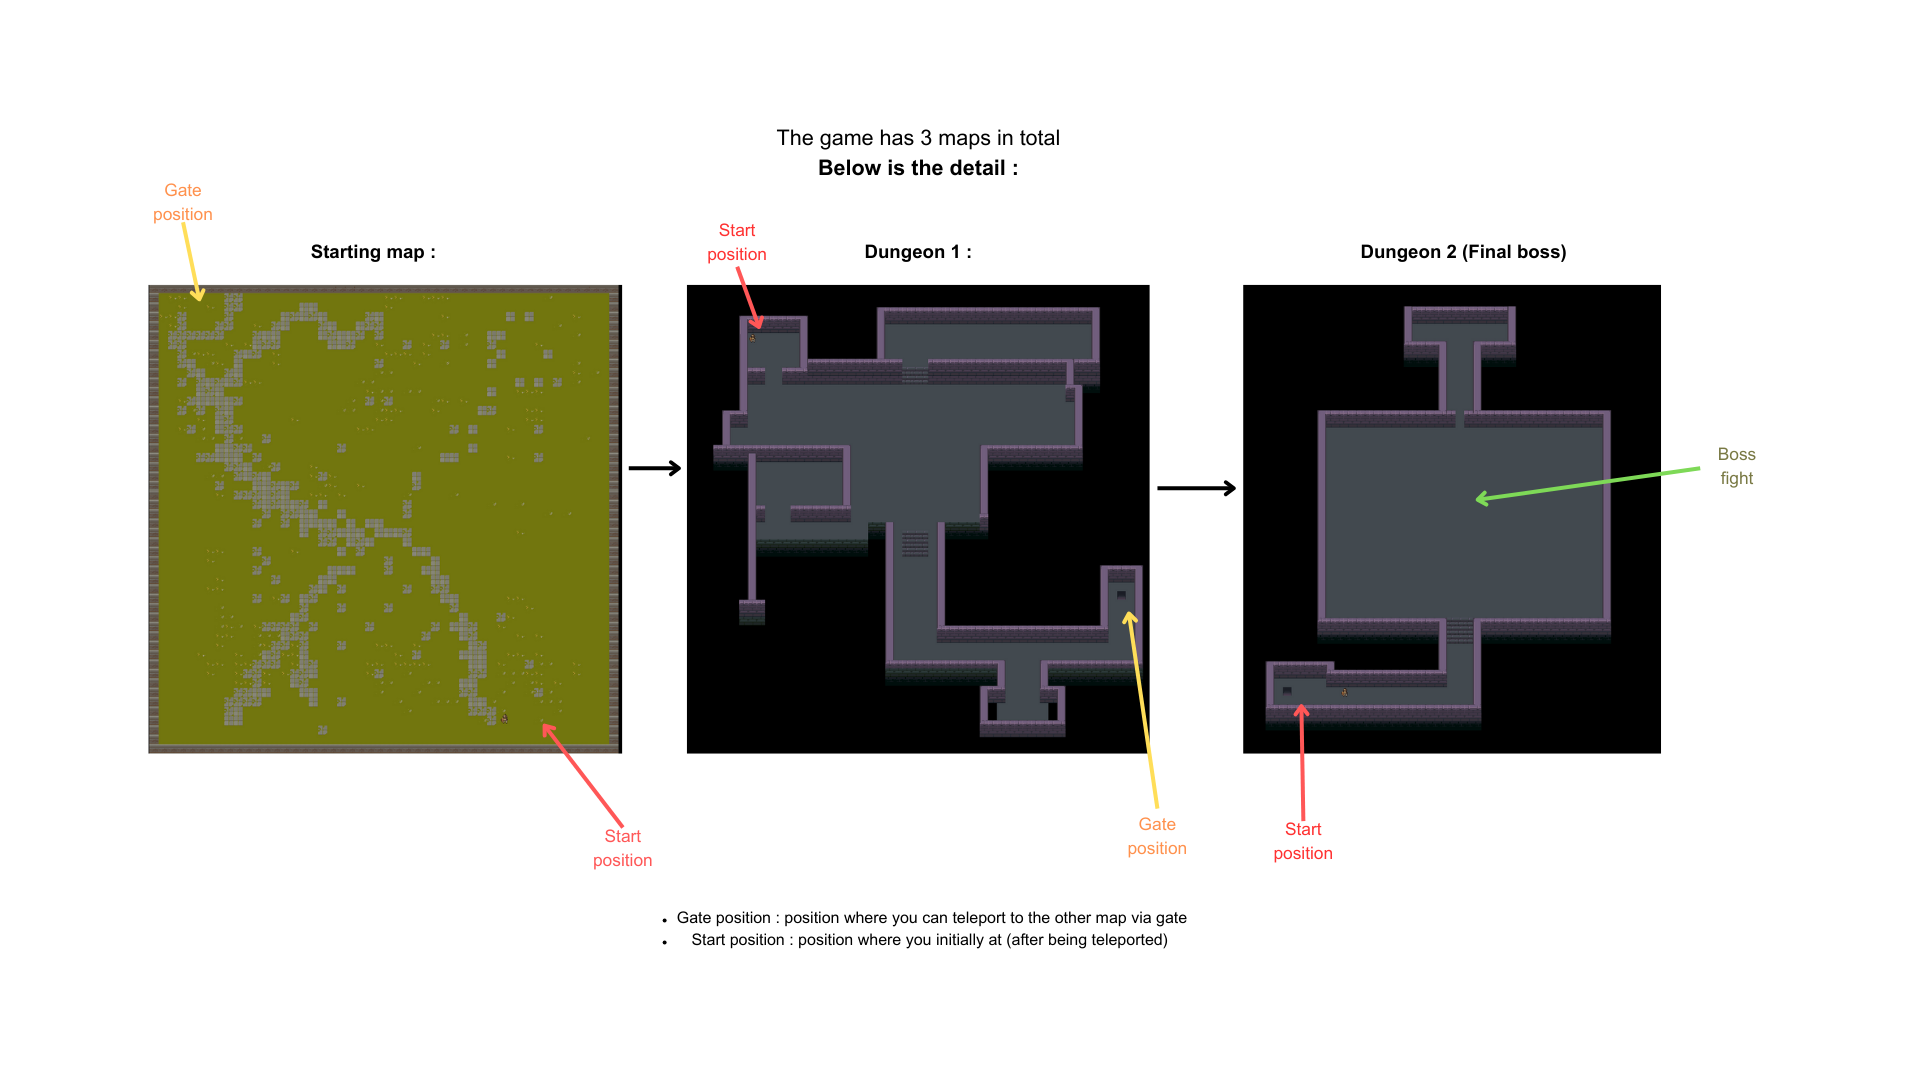 The game has 3 maps in total
Below is the detail :
Gate
position
Starting map :
Start
position
Dungeon 1 :
Dungeon 2 (Final boss)
Boss
fight
Start
position
Gate
position
Start
position
• Gate position : position where you can teleport to the other map via gate
• Start position : position where you initially at (after being teleported)